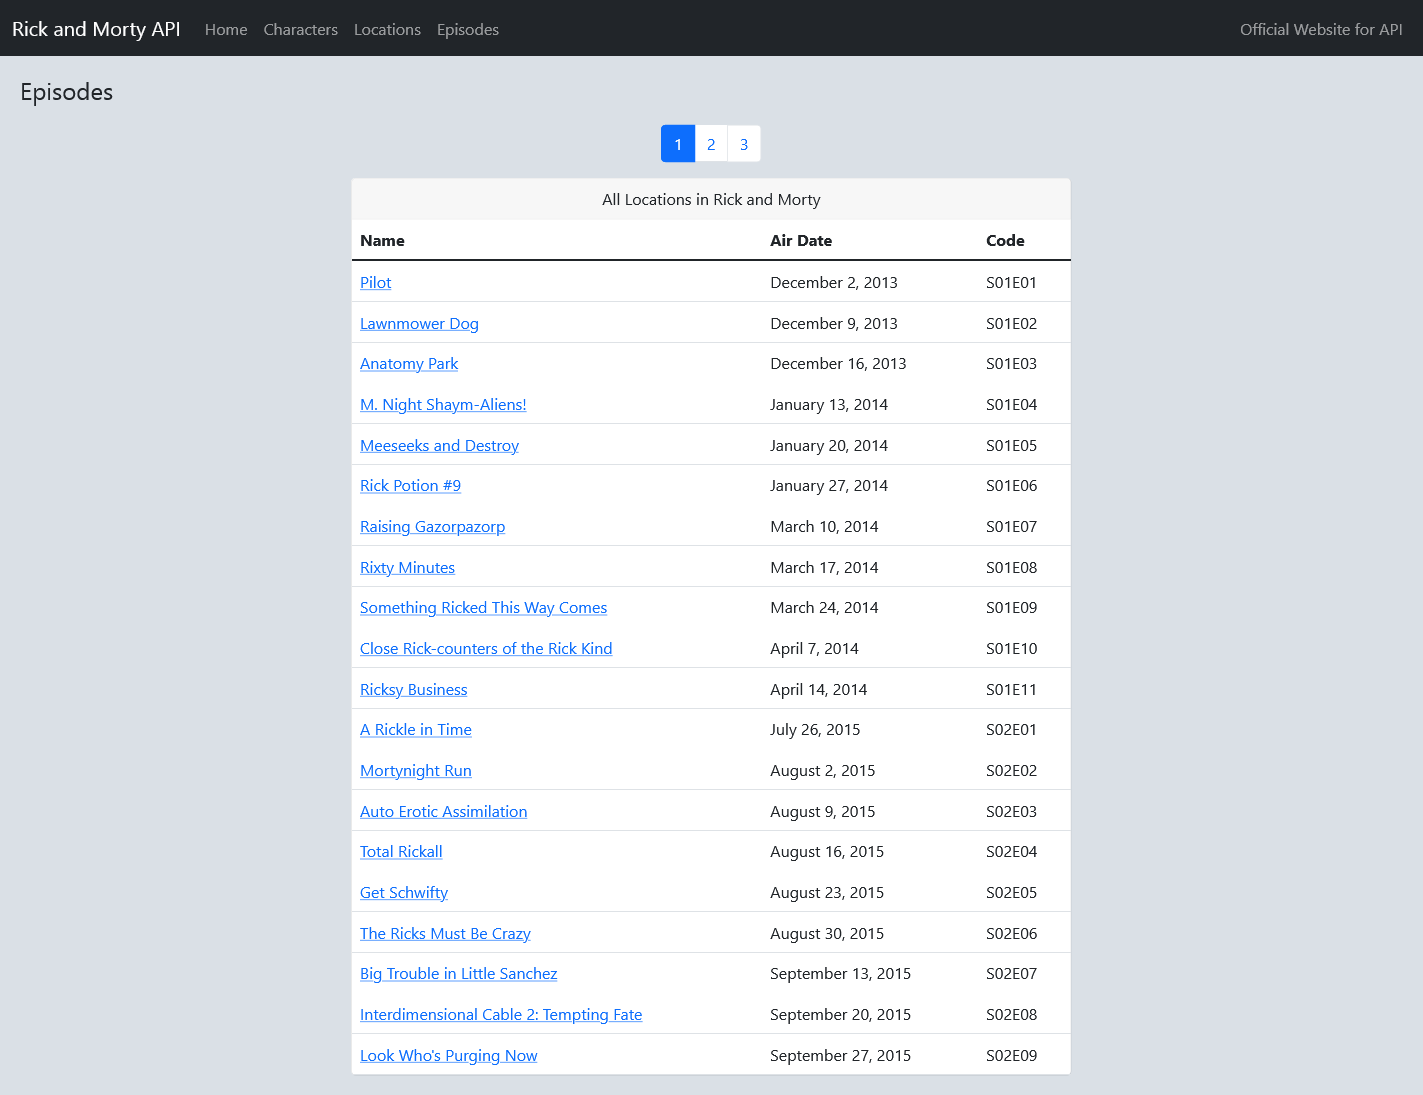 Rick and Morty API Home Characters Locations Episodes Official Website for API
Episodes
1 2 3
All Locations in Rick and Morty
Name Air Date Code
Pilot December 2, 2013 S01E01
Lawnmower Dog December 9, 2013 S01E02
Anatomy Park December 16, 2013 S01E03
M. Night Shaym-Aliens! January 13, 2014 S01E04
Meeseeks and Destroy January 20, 2014 S01E05
Rick Potion #9 January 27, 2014 S01E06
Raising Gazorpazorp March 10, 2014 S01E07
Rixty Minutes March 17, 2014 S01E08
Something Ricked This Way Comes March 24, 2014 S01E09
Close Rick-counters of the Rick Kind April 7, 2014 S01E10
Ricksy Business April 14, 2014 S01E11
A Rickle in Time July 26, 2015 S02E01
Mortynight Run August 2, 2015 S02E02
Auto Erotic Assimilation August 9, 2015 S02E03
Total Rickall August 16, 2015 S02E04
Get Schwifty August 23, 2015 S02E05
The Ricks Must Be Crazy August 30, 2015 S02E06
Big Trouble in Little Sanchez September 13, 2015 S02E07
Interdimensional Cable 2: Tempting Fate September 20, 2015 S02E08
Look Who's Purging Now September 27, 2015 S02E09